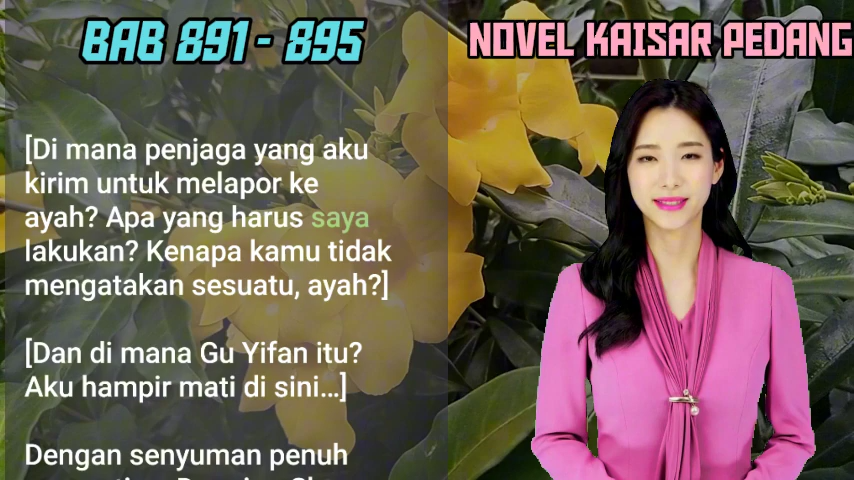 BAB 891 - 895
NOVEL KAISAR PEDANG
[Di mana penjaga yang aku
kirim untuk melapor ke
ayah? Apa yang harus saya
lakukan? Kenapa kamu tidak
mengatakan sesuatu, ayah?]
[Dan di mana Gu Yifan itu?
Aku hampir mati di sini...]
Dengan senyuman penuh